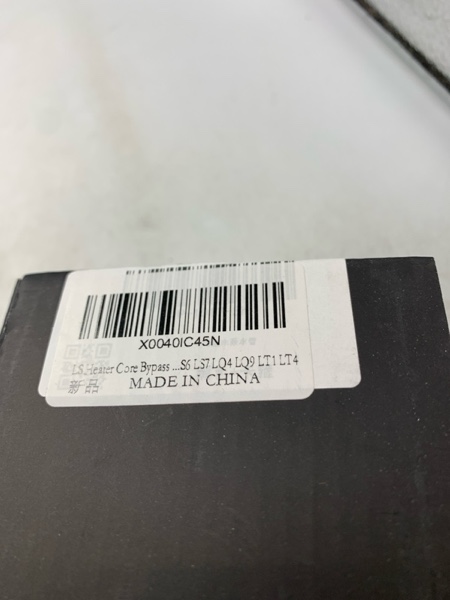 X0040IC45N
LS Heater Core Bypass ...S6 LS7 LQ4 LQ9 LT1 LT4
新品
MADE IN CHINA